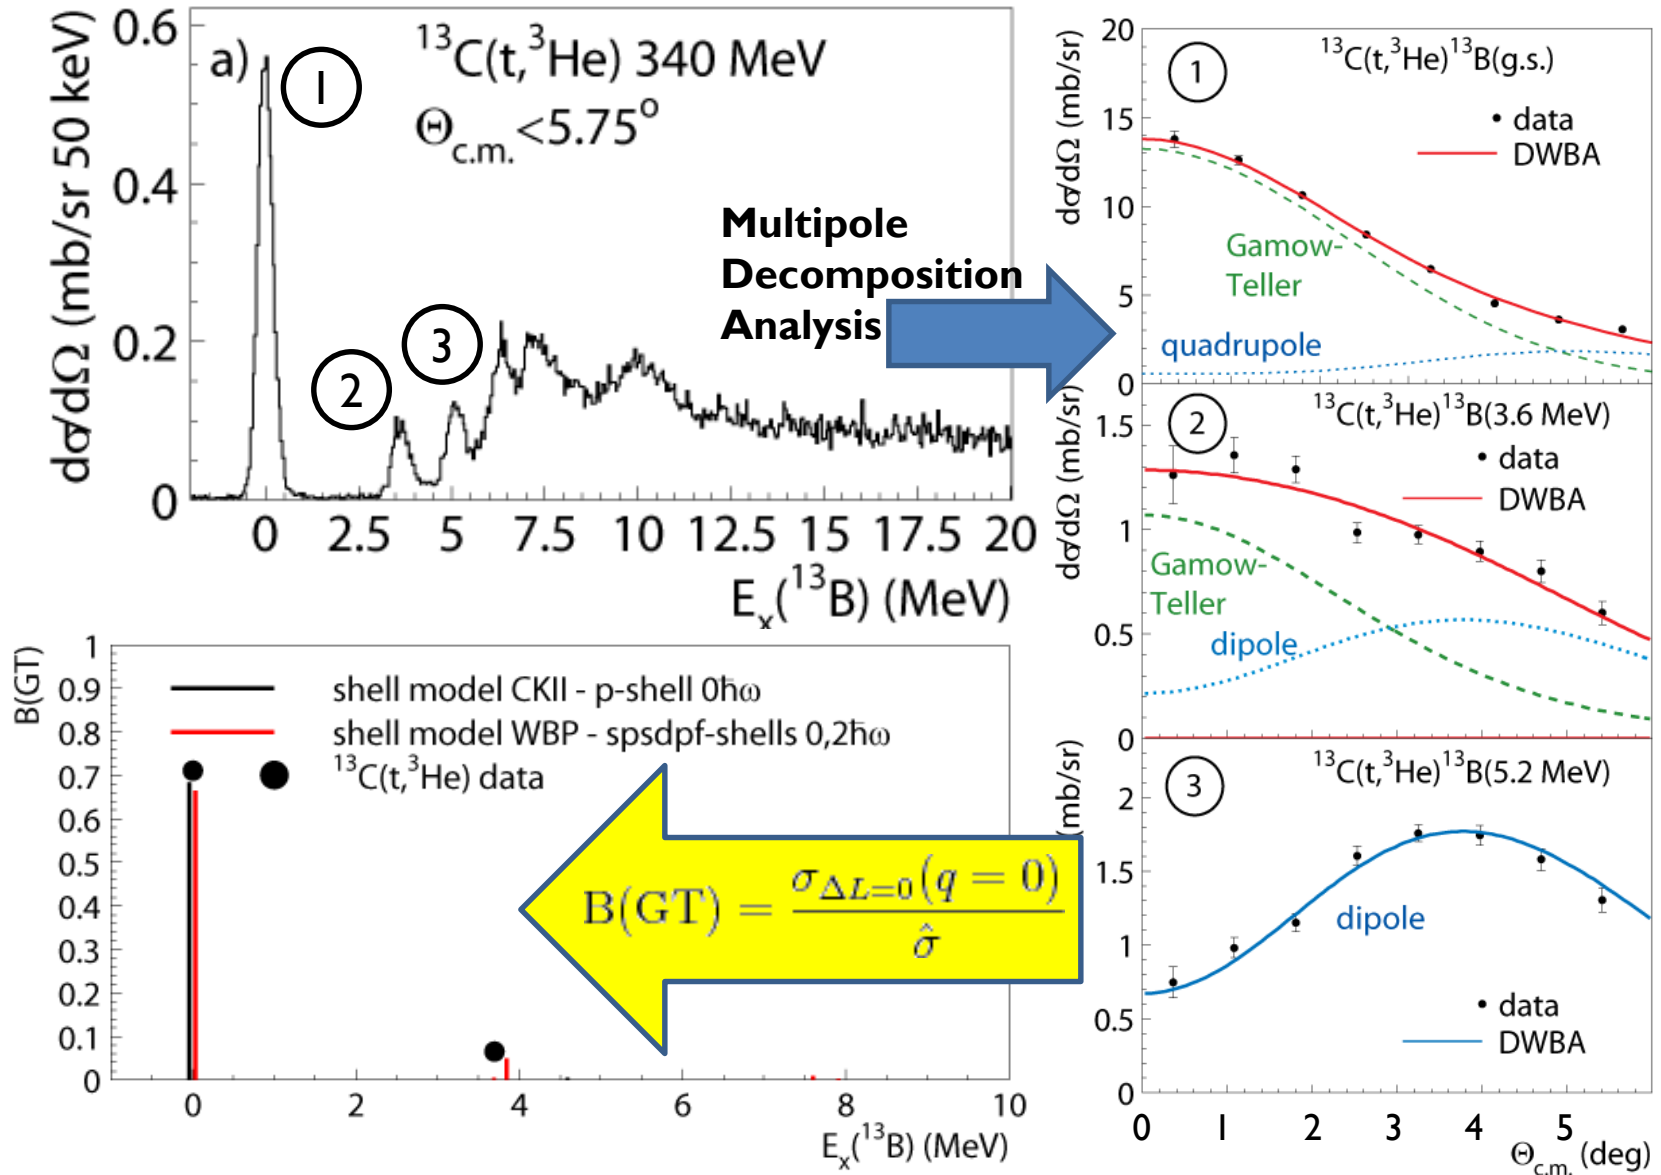 0.6
0.4
0.2
0
dσ/dΩ (mb/sr 50 keV)
a)
¹³C(t,³He) 340 MeV
Θc.m.<5.75°
1
2
3
0 2.5 5 7.5 10 12.5 15 17.5 20
Eₓ(¹³B) (MeV)
Multipole
Decomposition
Analysis
20
15
10
5
0
dσ/dΩ (mb/sr)
1
¹³C(t,³He)¹³B(g.s.)
data
DWBA
Gamow-
Teller
quadrupole
1.5
1
0.5
0
dσ/dΩ (mb/sr)
2
¹³C(t,³He)¹³B(3.6 MeV)
data
DWBA
Gamow-
Teller
dipole
2
1.5
1
0.5
0
(mb/sr)
3
¹³C(t,³He)¹³B(5.2 MeV)
dipole
data
DWBA
0 1 2 3 4 5
Θc.m. (deg)
B(GT) = σΔL=0(q = 0) / σ̂
1
0.9
0.8
0.7
0.6
0.5
0.4
0.3
0.2
0.1
0
B(GT)
shell model CKII - p-shell 0ħω
shell model WBP - spsdpf-shells 0,2ħω
¹³C(t,³He) data
0 2 4 6 8 10
Eₓ(¹³B) (MeV)